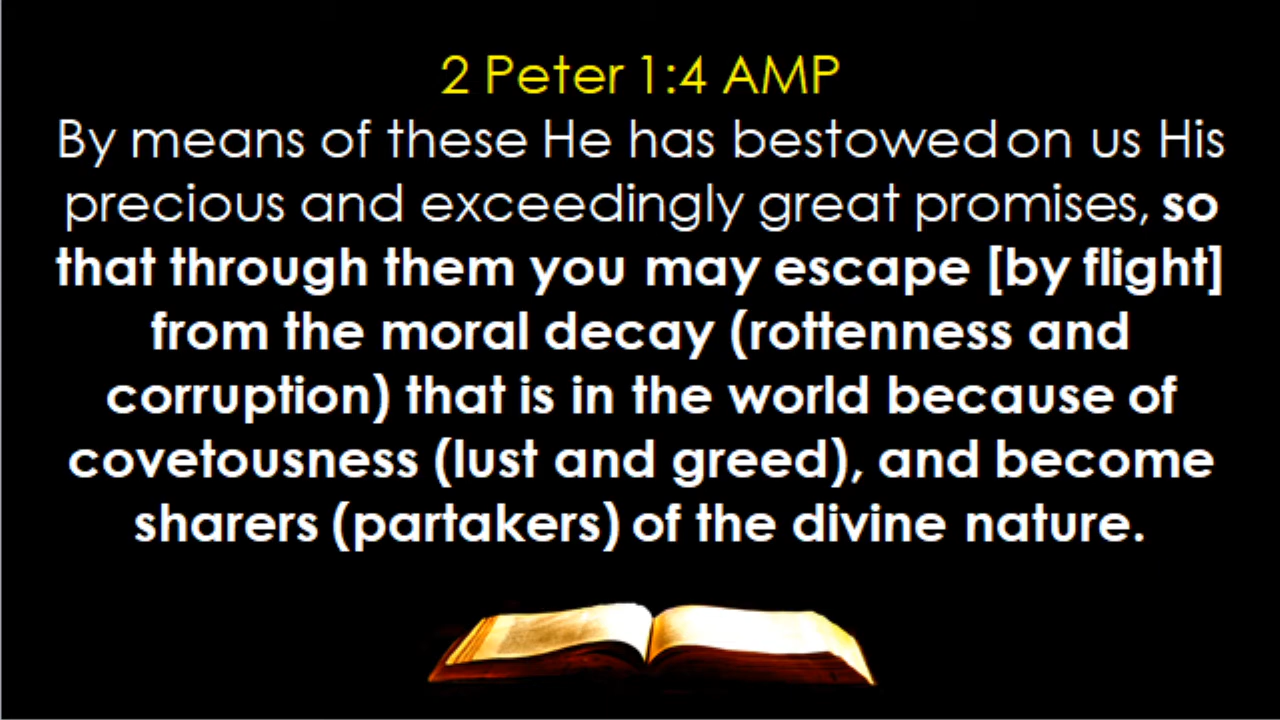 2 Peter 1:4 AMP
By means of these He has bestowed on us His
precious and exceedingly great promises, so
that through them you may escape [by flight]
from the moral decay (rottenness and
corruption) that is in the world because of
covetousness (lust and greed), and become
sharers (partakers) of the divine nature.